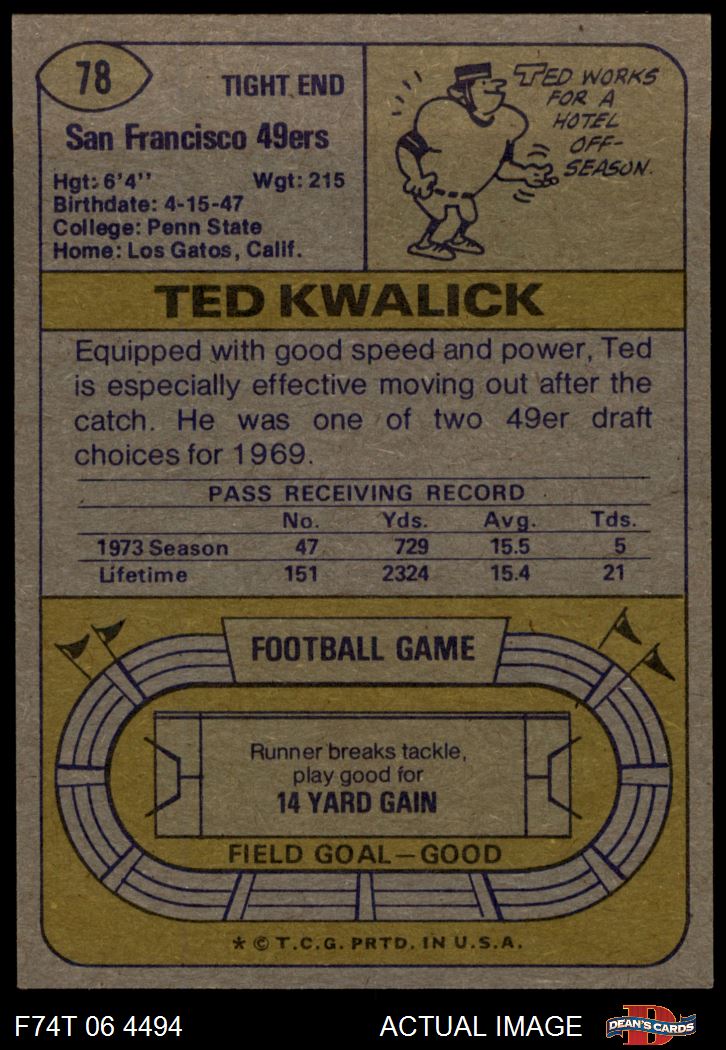 78
TIGHT END
San Francisco 49ers
Hgt: 6'4" Wgt: 215
Birthdate: 4-15-47
College: Penn State
Home: Los Gatos, Calif.
TED WORKS
FOR A
HOTEL
OFF-
SEASON.
TED KWALICK
Equipped with good speed and power, Ted
is especially effective moving out after the
catch. He was one of two 49er draft
choices for 1969.
PASS RECEIVING RECORD
No. Yds. Avg. Tds.
1973 Season 47 729 15.5 5
Lifetime 151 2324 15.4 21
FOOTBALL GAME
Runner breaks tackle,
play good for
14 YARD GAIN
FIELD GOAL—GOOD
* © T.C.G. PRTD. IN U.S.A.
F74T 06 4494 ACTUAL IMAGE DEAN'S CARDS